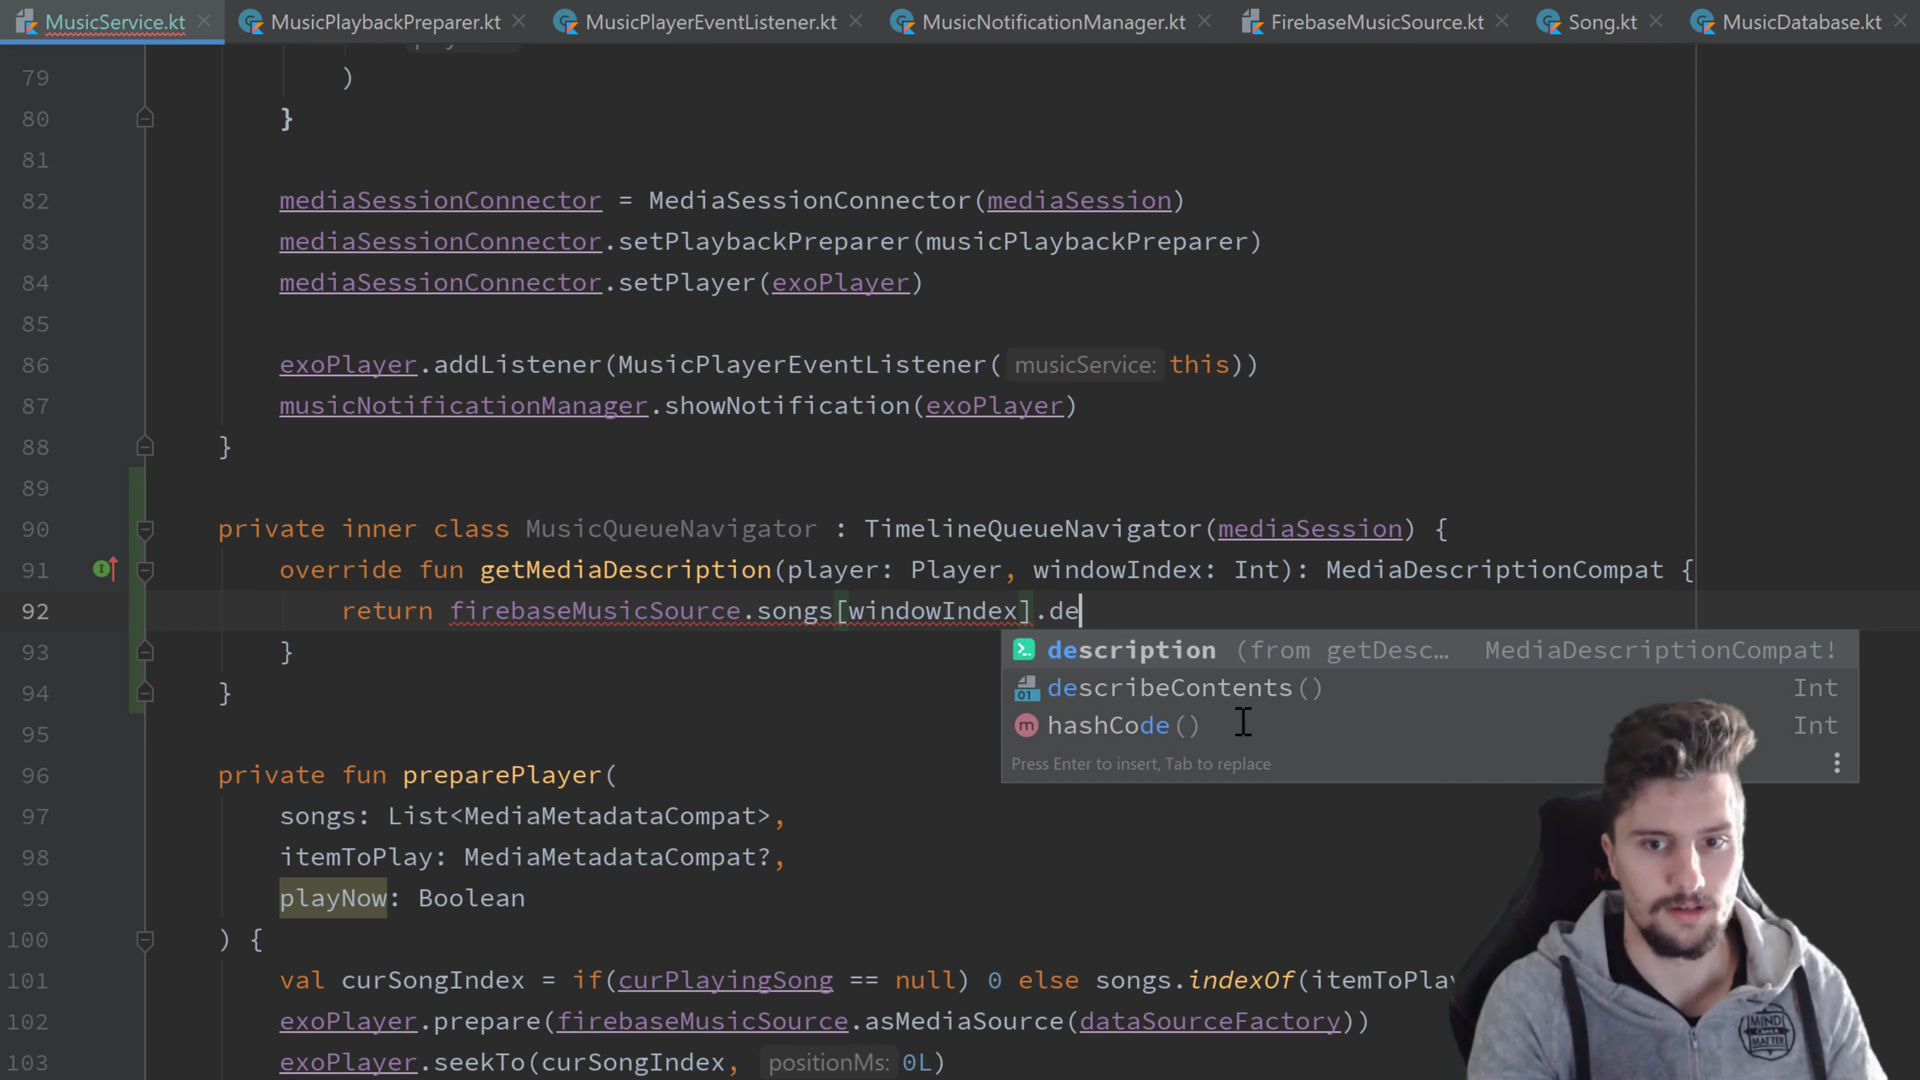 MusicService.kt MusicPlaybackPreparer.kt MusicPlayerEventListener.kt MusicNotificationManager.kt FirebaseMusicSource.kt Song.kt MusicDatabase.kt
79 )
80 }
81
82 mediaSessionConnector = MediaSessionConnector(mediaSession)
83 mediaSessionConnector.setPlaybackPreparer(musicPlaybackPreparer)
84 mediaSessionConnector.setPlayer(exoPlayer)
85
86 exoPlayer.addListener(MusicPlayerEventListener( musicService: this))
87 musicNotificationManager.showNotification(exoPlayer)
88 }
89
90 private inner class MusicQueueNavigator : TimelineQueueNavigator(mediaSession) {
91 override fun getMediaDescription(player: Player, windowIndex: Int): MediaDescriptionCompat {
92 return firebaseMusicSource.songs[windowIndex].de
description (from getDesc... MediaDescriptionCompat!
93 }
describeContents() Int
94 }
hashCode() Int
95
Press Enter to insert, Tab to replace
96 private fun preparePlayer(
97 songs: List<MediaMetadataCompat>,
98 itemToPlay: MediaMetadataCompat?,
99 playNow: Boolean
100 ) {
101 val curSongIndex = if(curPlayingSong == null) 0 else songs.indexOf(itemToPlay
102 exoPlayer.prepare(firebaseMusicSource.asMediaSource(dataSourceFactory))
103 exoPlayer.seekTo(curSongIndex, positionMs: 0L)
MIND
MATTER